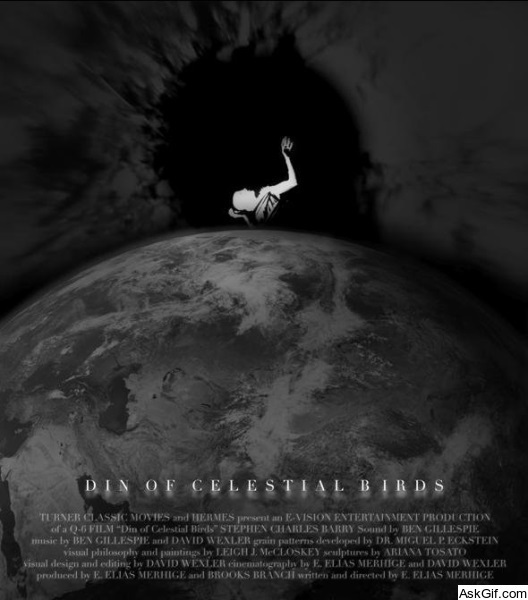 DIN OF CELESTIAL BIRDS
TURNER CLASSIC MOVIES and HERMES present an E-VISION ENTERTAINMENT PRODUCTION
of a Q-6 FILM "Din of Celestial Birds" STEPHEN CHARLES BARRY Sound by BEN GILLESPIE
music by BEN GILLESPIE and DAVID WEXLER grain patterns developed by DR. MIGUEL P. ECKSTEIN
visual philosophy and paintings by LEIGH J. McCLOSKEY sculptures by ARIANA TOSATO
visual design and editing by DAVID WEXLER cinematography by E. ELIAS MERHIGE and DAVID WEXLER
produced by E. ELIAS MERHIGE and BROOKS BRANCH written and directed by E. ELIAS MERHIGE
AskGif.com